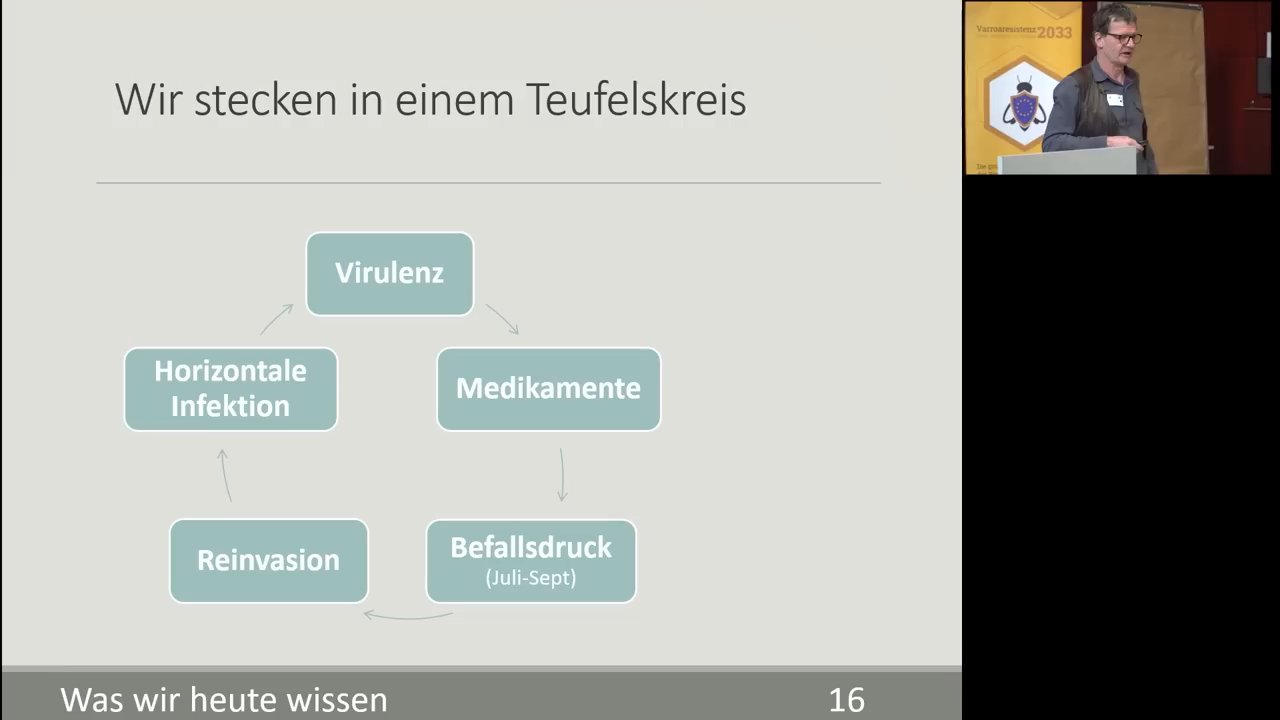 Wir stecken in einem Teufelskreis
Virulenz
Horizontale
Infektion
Medikamente
Reinvasion
Befallsdruck
(Juli-Sept)
Was wir heute wissen
16
Varroaresistenz
2033